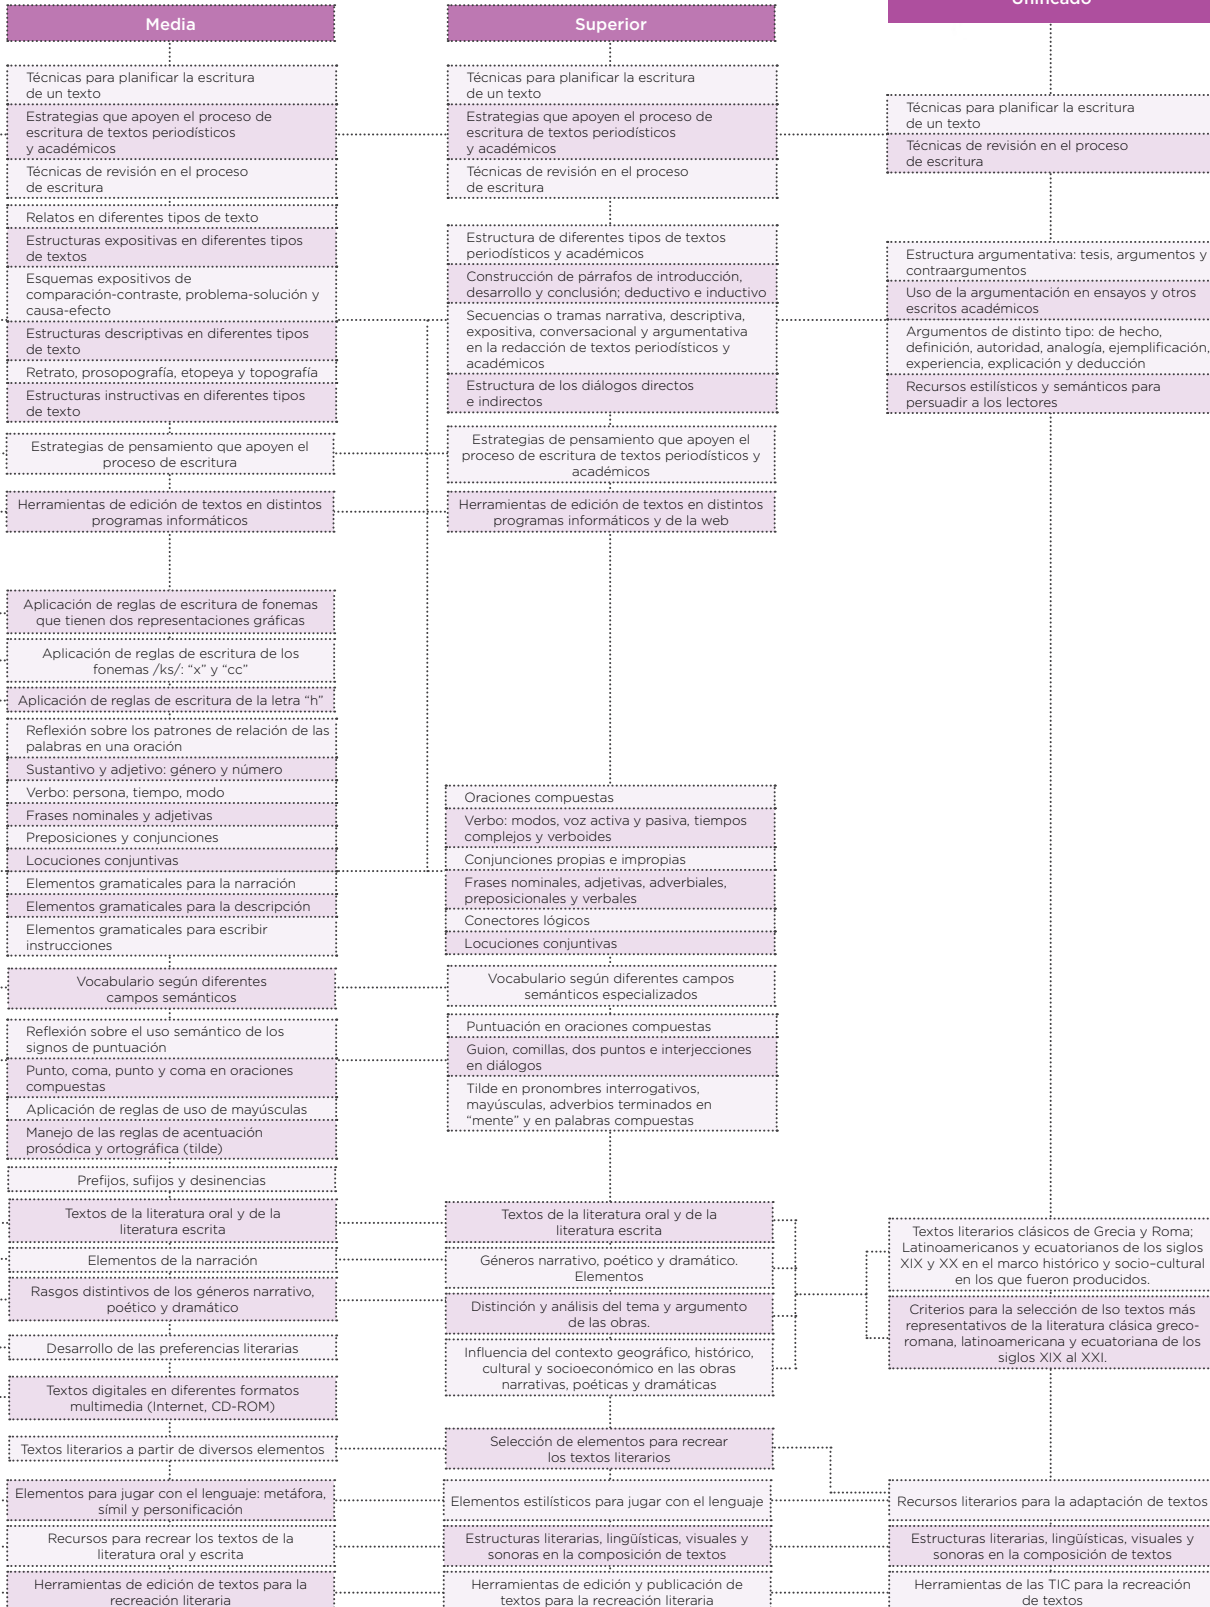 Media
Técnicas para planificar la escritura
de un texto
Estrategias que apoyen el proceso de
escritura de textos periodísticos
y académicos
Técnicas de revisión en el proceso
de escritura
Relatos en diferentes tipos de texto
Estructuras expositivas en diferentes tipos
de textos
Esquemas expositivos de
comparación-contraste, problema-solución y
causa-efecto
Estructuras descriptivas en diferentes tipos
de texto
Retrato, prosopografía, etopeya y topografía
Estructuras instructivas en diferentes tipos
de texto
Estrategias de pensamiento que apoyen el
proceso de escritura
Herramientas de edición de textos en distintos
programas informáticos
Aplicación de reglas de escritura de fonemas
que tienen dos representaciones gráficas
Aplicación de reglas de escritura de los
fonemas /ks/: “x” y “cc”
Aplicación de reglas de escritura de la letra “h”
Reflexión sobre los patrones de relación de las
palabras en una oración
Sustantivo y adjetivo: género y número
Verbo: persona, tiempo, modo
Frases nominales y adjetivas
Preposiciones y conjunciones
Locuciones conjuntivas
Elementos gramaticales para la narración
Elementos gramaticales para la descripción
Elementos gramaticales para escribir
instrucciones
Vocabulario según diferentes
campos semánticos
Reflexión sobre el uso semántico de los
signos de puntuación
Punto, coma, punto y coma en oraciones
compuestas
Aplicación de reglas de uso de mayúsculas
Manejo de las reglas de acentuación
prosódica y ortográfica (tilde)
Prefijos, sufijos y desinencias
Textos de la literatura oral y de la
literatura escrita
Elementos de la narración
Rasgos distintivos de los géneros narrativo,
poético y dramático
Desarrollo de las preferencias literarias
Textos digitales en diferentes formatos
multimedia (Internet, CD-ROM)
Textos literarios a partir de diversos elementos
Elementos para jugar con el lenguaje: metáfora,
símil y personificación
Recursos para recrear los textos de la
literatura oral y escrita
Herramientas de edición de textos para la
recreación literaria
Superior
Técnicas para planificar la escritura
de un texto
Estrategias que apoyen el proceso de
escritura de textos periodísticos
y académicos
Técnicas de revisión en el proceso
de escritura
Estructura de diferentes tipos de textos
periodísticos y académicos
Construcción de párrafos de introducción,
desarrollo y conclusión; deductivo e inductivo
Secuencias o tramas narrativa, descriptiva,
expositiva, conversacional y argumentativa
en la redacción de textos periodísticos y
académicos
Estructura de los diálogos directos
e indirectos
Estrategias de pensamiento que apoyen el
proceso de escritura de textos periodísticos y
académicos
Herramientas de edición de textos en distintos
programas informáticos y de la web
Oraciones compuestas
Verbo: modos, voz activa y pasiva, tiempos
complejos y verboides
Conjunciones propias e impropias
Frases nominales, adjetivas, adverbiales,
preposicionales y verbales
Conectores lógicos
Locuciones conjuntivas
Vocabulario según diferentes campos
semánticos especializados
Puntuación en oraciones compuestas
Guion, comillas, dos puntos e interjecciones
en diálogos
Tilde en pronombres interrogativos,
mayúsculas, adverbios terminados en
“mente” y en palabras compuestas
Textos de la literatura oral y de la
literatura escrita
Géneros narrativo, poético y dramático.
Elementos
Distinción y análisis del tema y argumento
de las obras.
Influencia del contexto geográfico, histórico,
cultural y socioeconómico en las obras
narrativas, poéticas y dramáticas
Selección de elementos para recrear
los textos literarios
Elementos estilísticos para jugar con el lenguaje
Estructuras literarias, lingüísticas, visuales y
sonoras en la composición de textos
Herramientas de edición y publicación de
textos para la recreación literaria
Unificado
Técnicas para planificar la escritura
de un texto
Técnicas de revisión en el proceso
de escritura
Estructura argumentativa: tesis, argumentos y
contraargumentos
Uso de la argumentación en ensayos y otros
escritos académicos
Argumentos de distinto tipo: de hecho,
definición, autoridad, analogía, ejemplificación,
experiencia, explicación y deducción
Recursos estilísticos y semánticos para
persuadir a los lectores
Textos literarios clásicos de Grecia y Roma;
Latinoamericanos y ecuatorianos de los siglos
XIX y XX en el marco histórico y socio-cultural
en los que fueron producidos.
Criterios para la selección de lso textos más
representativos de la literatura clásica greco-
romana, latinoamericana y ecuatoriana de los
siglos XIX al XXI.
Recursos literarios para la adaptación de textos
Estructuras literarias, lingüísticas, visuales y
sonoras en la composición de textos
Herramientas de las TIC para la recreación
de textos